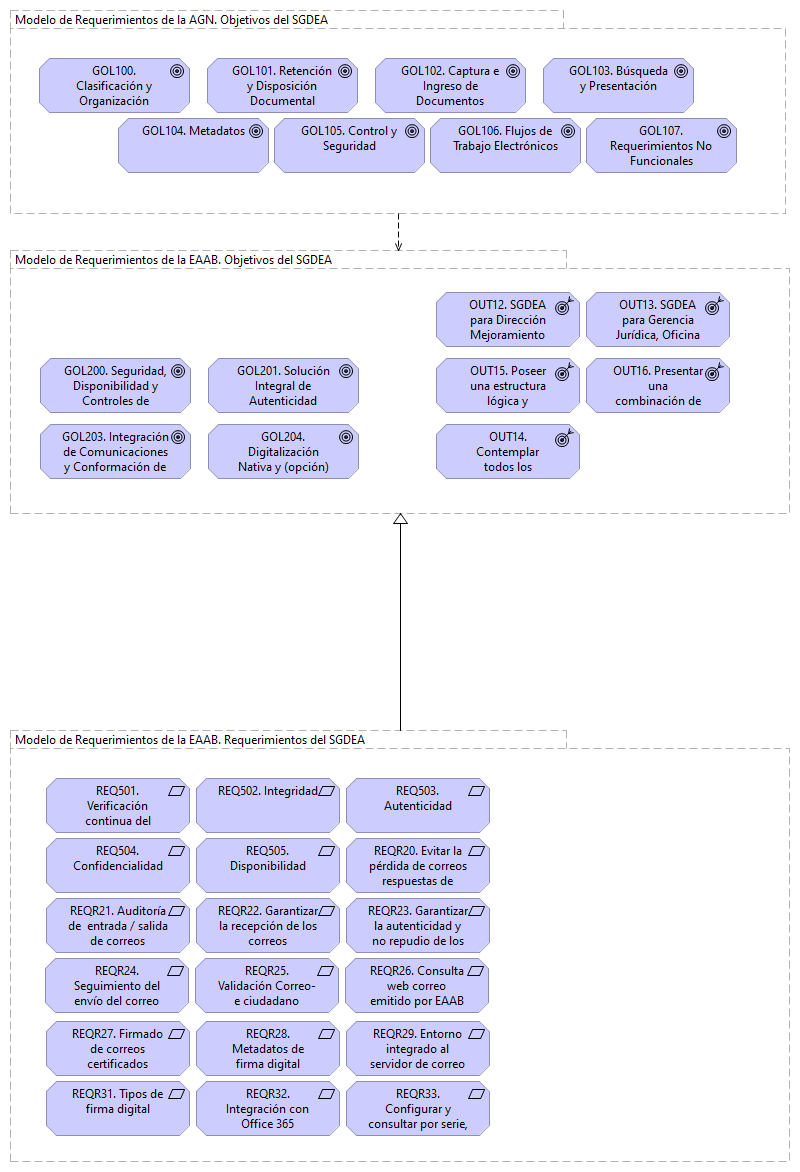 Modelo de Requerimientos de la AGN. Objetivos del SGDEA
GOL100.
Clasificación y
Organización
GOL101. Retención
y Disposición
Documental
GOL102. Captura e
Ingreso de
Documentos
GOL103. Búsqueda
y Presentación
GOL104. Metadatos
GOL105. Control y
Seguridad
GOL106. Flujos de
Trabajo Electrónicos
GOL107.
Requerimientos No
Funcionales
Modelo de Requerimientos de la EAAB. Objetivos del SGDEA
OUT12. SGDEA
para Dirección
Mejoramiento
OUT13. SGDEA
para Gerencia
Jurídica, Oficina
GOL200. Seguridad,
Disponibilidad y
Controles de
GOL201. Solución
Integral de
Autenticidad
OUT15. Poseer
una estructura
lógica y
OUT16. Presentar
una
combinación de
GOL203. Integración
de Comunicaciones
y Conformación de
GOL204.
Digitalización
Nativa y (opción)
OUT14.
Contemplar
todos los
Modelo de Requerimientos de la EAAB. Requerimientos del SGDEA
REQ501.
Verificación
continua del
REQ502. Integridad
REQ503.
Autenticidad
REQ504.
Confidencialidad
REQ505.
Disponibilidad
REQR20. Evitar la
pérdida de correos
respuestas de
REQR21. Auditoría
de  entrada / salida
de correos
REQR22. Garantizar
la recepción de los
correos
REQR23. Garantizar
la autenticidad y
no repudio de los
REQR24.
Seguimiento del
envío del correo
REQR25.
Validación Correo-
e ciudadano
REQR26. Consulta
web correo
emitido por EAAB
REQR27. Firmado
de correos
certificados
REQR28.
Metadatos de
firma digital
REQR29. Entorno
integrado al
servidor de correo
REQR31. Tipos de
firma digital
REQR32.
Integración con
Office 365
REQR33.
Configurar y
consultar por serie,